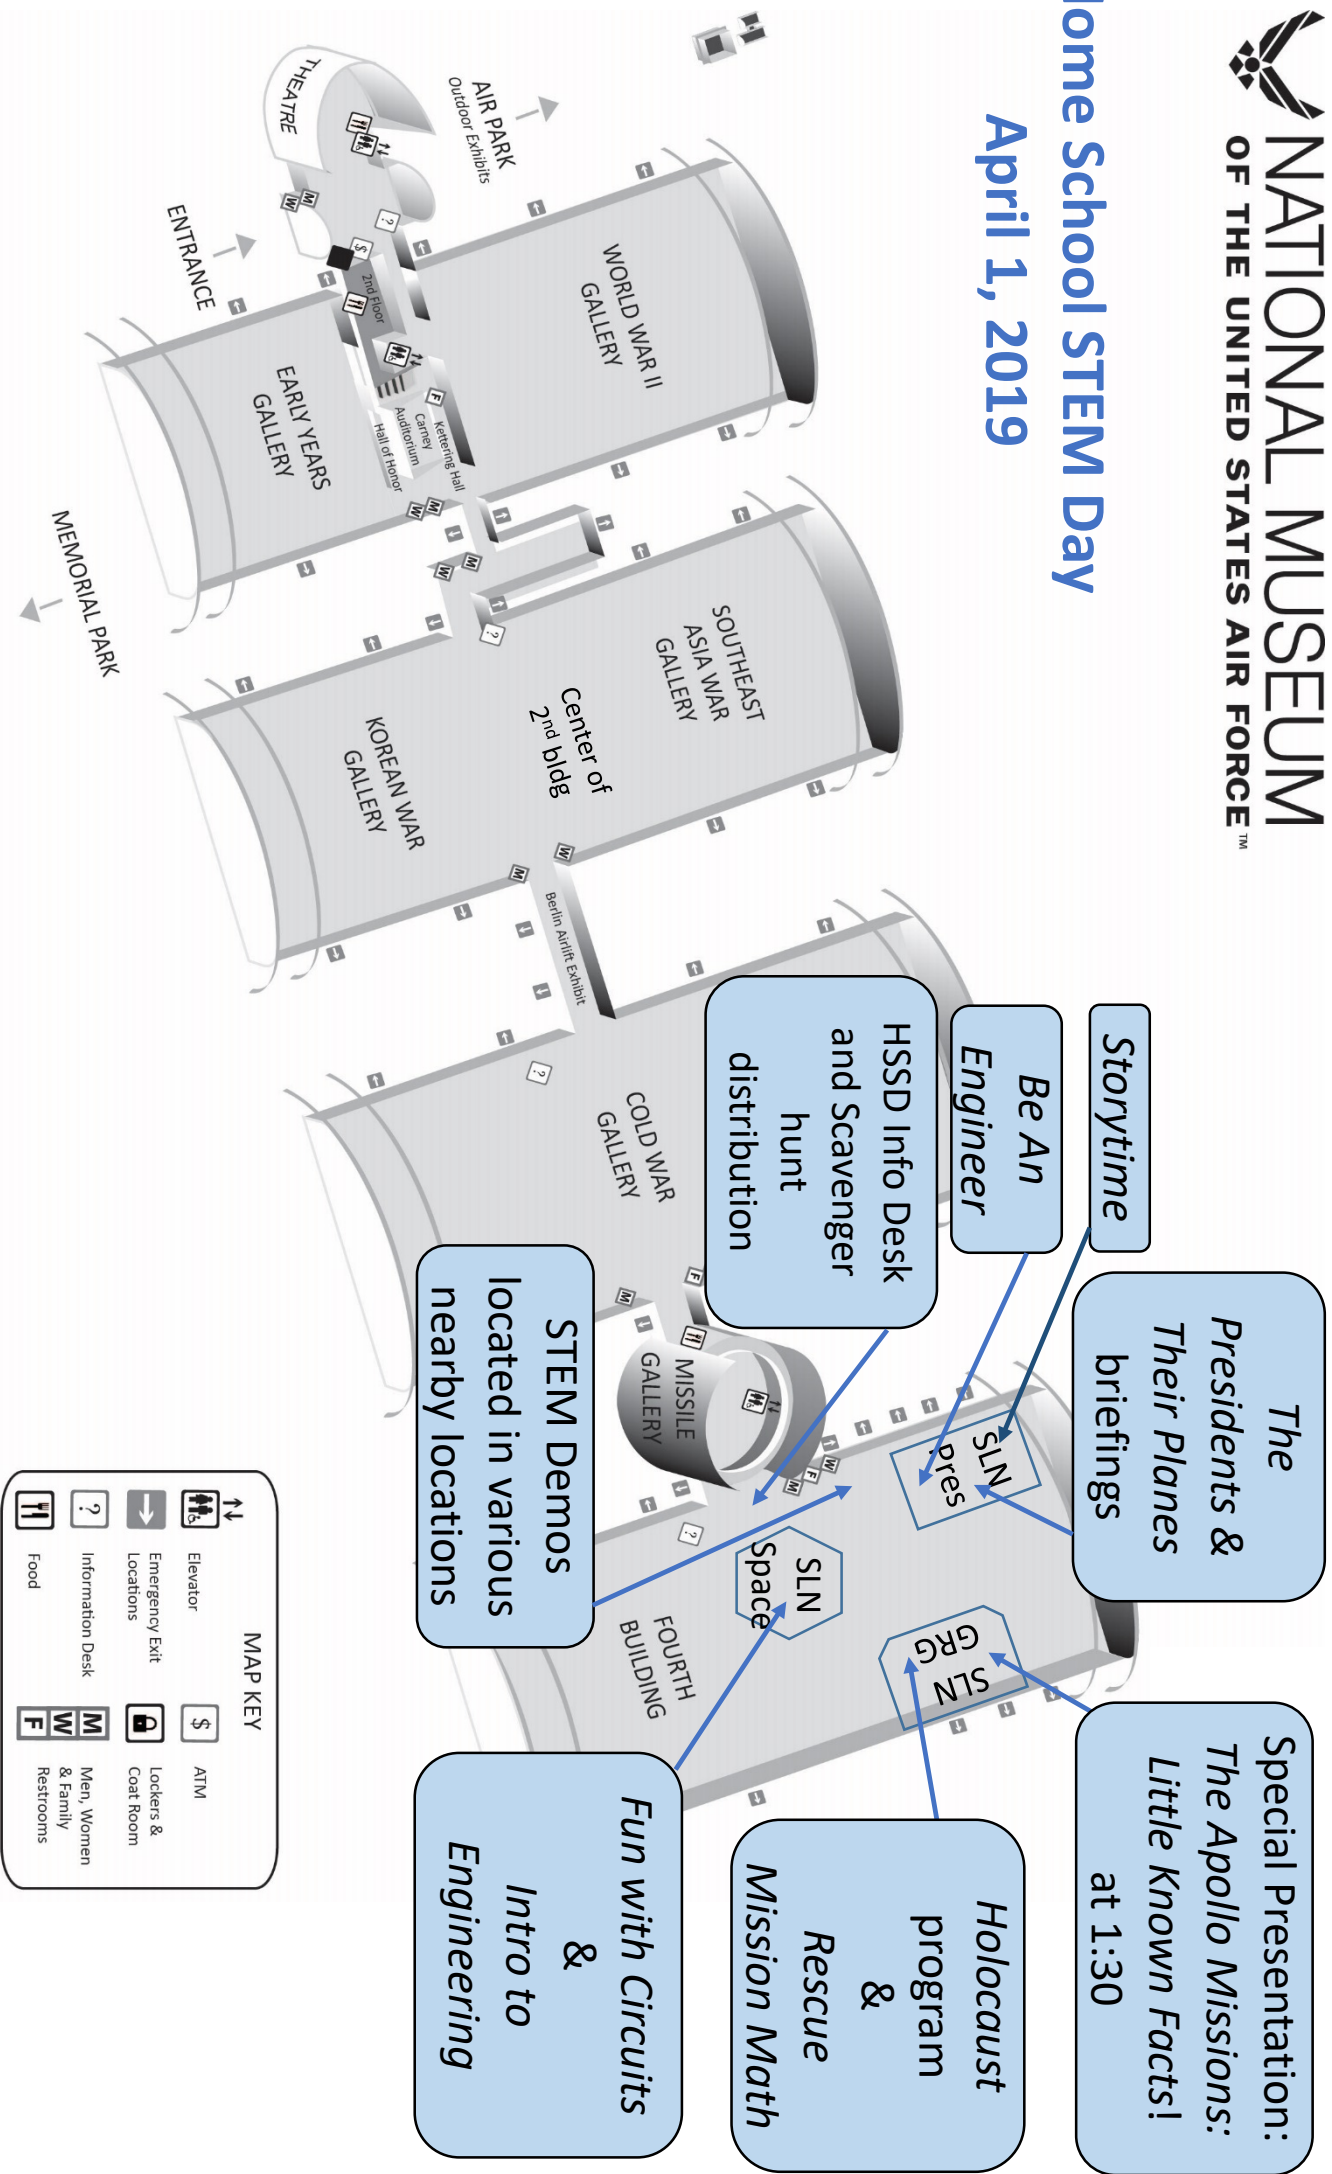 NATIONAL MUSEUM
OF THE UNITED STATES AIR FORCE™
ome School STEM Day
April 1, 2019
Storytime
Be An
Engineer
HSSD Info Desk
and Scavenger
hunt
distribution
The
Presidents &
Their Planes
briefings
Special Presentation:
The Apollo Missions:
Little Known Facts!
at 1:30
Holocaust
program
&
Rescue
Mission Math
Fun with Circuits
&
Intro to
Engineering
STEM Demos
located in various
nearby locations
SLN
Pres
SLN
GRG
SLN
Space
FOURTH
BUILDING
?
W
F
M
MISSILE
GALLERY
F
M
COLD WAR
GALLERY
?
Berlin Airlift Exhibit
W
M
SOUTHEAST
ASIA WAR
GALLERY
Center of
2nd bldg
KOREAN WAR
GALLERY
?
M
W
M
W
WORLD WAR II
GALLERY
Kettering Hall
Carney
Auditorium
Hall of Honor
F
2nd Floor
$
?
EARLY YEARS
GALLERY
M
W
THEATRE
AIR PARK
Outdoor Exhibits
ENTRANCE
MEMORIAL PARK
MAP KEY
Elevator
Emergency Exit
Locations
?
Information Desk
Food
$
ATM
Lockers &
Coat Room
M
W
F
Men, Women
& Family
Restrooms